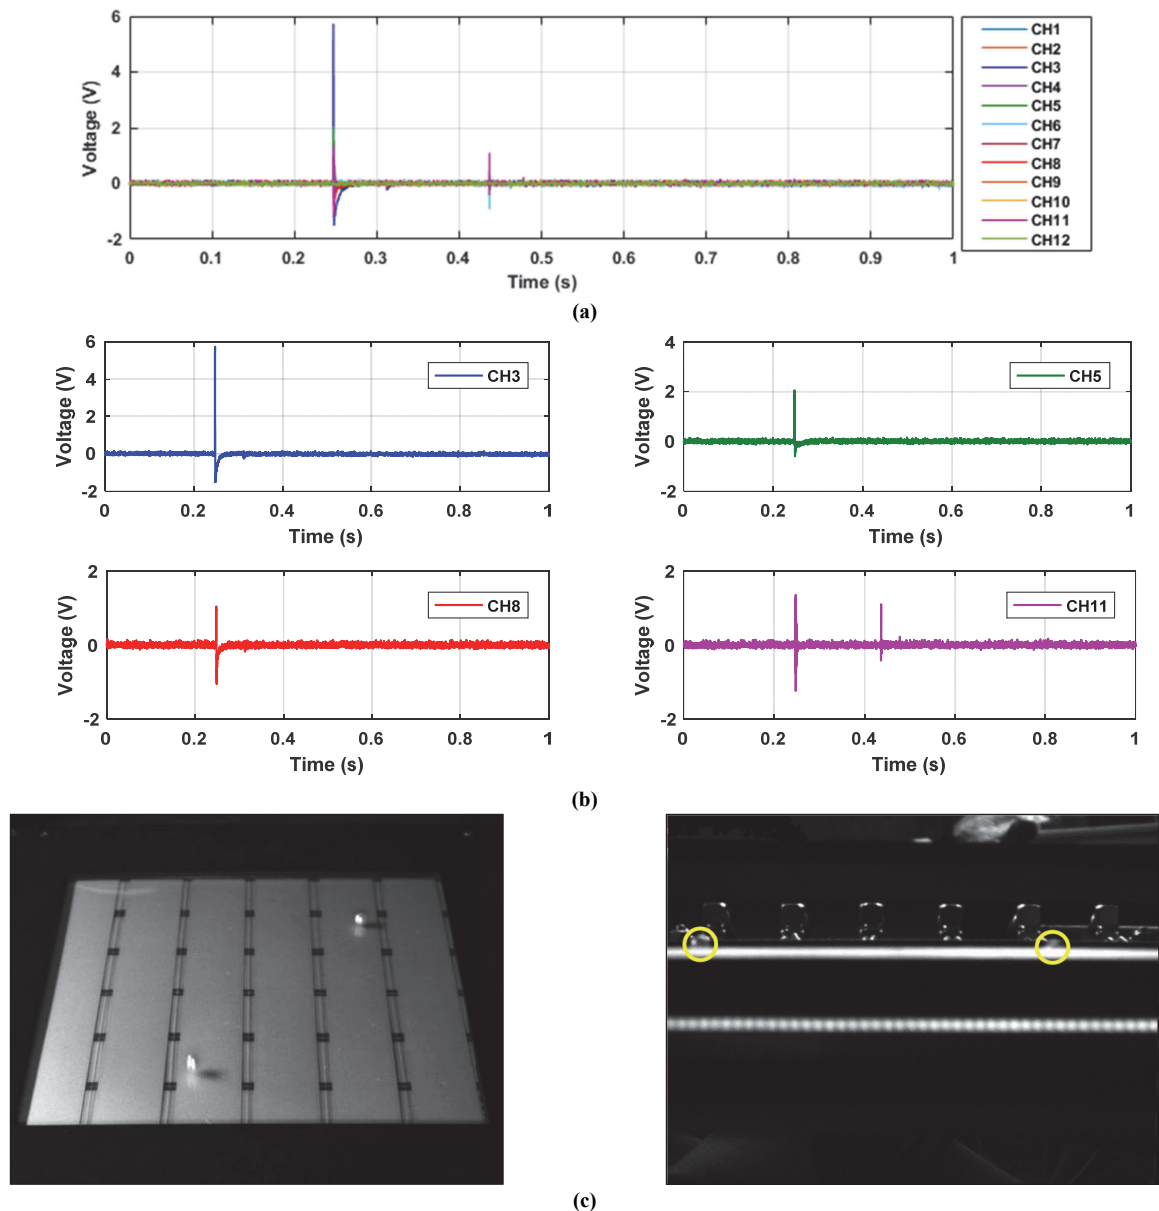 6
4
2
0
-2
Voltage (V)
0 0.1 0.2 0.3 0.4 0.5 0.6 0.7 0.8 0.9 1
Time (s)
CH1
CH2
CH3
CH4
CH5
CH6
CH7
CH8
CH9
CH10
CH11
CH12
(a)
6
4
2
0
-2
Voltage (V)
CH3
0 0.2 0.4 0.6 0.8 1
Time (s)
4
2
0
-2
Voltage (V)
CH5
0 0.2 0.4 0.6 0.8 1
Time (s)
2
0
-2
Voltage (V)
CH8
0 0.2 0.4 0.6 0.8 1
Time (s)
2
0
-2
Voltage (V)
CH11
0 0.2 0.4 0.6 0.8 1
Time (s)
(b)
(c)